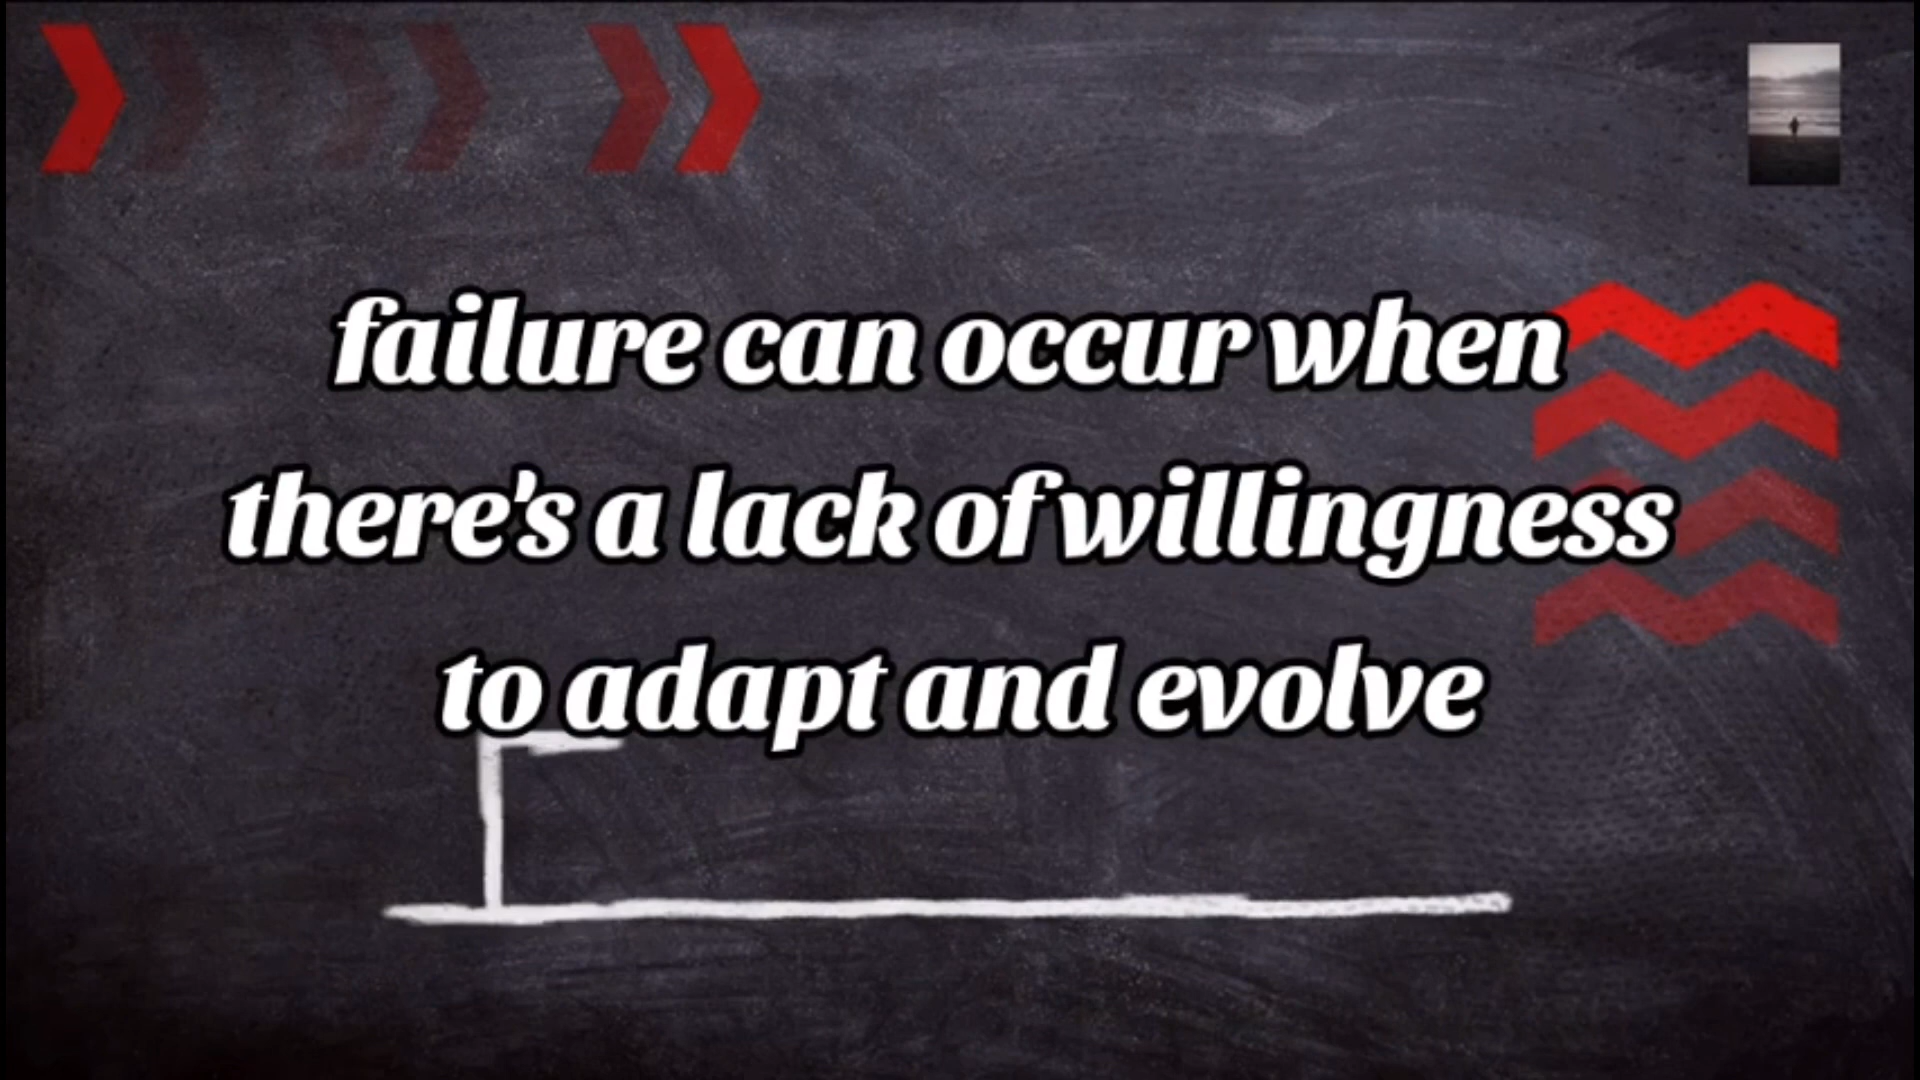 failure can occur when
there's a lack of willingness
to adapt and evolve